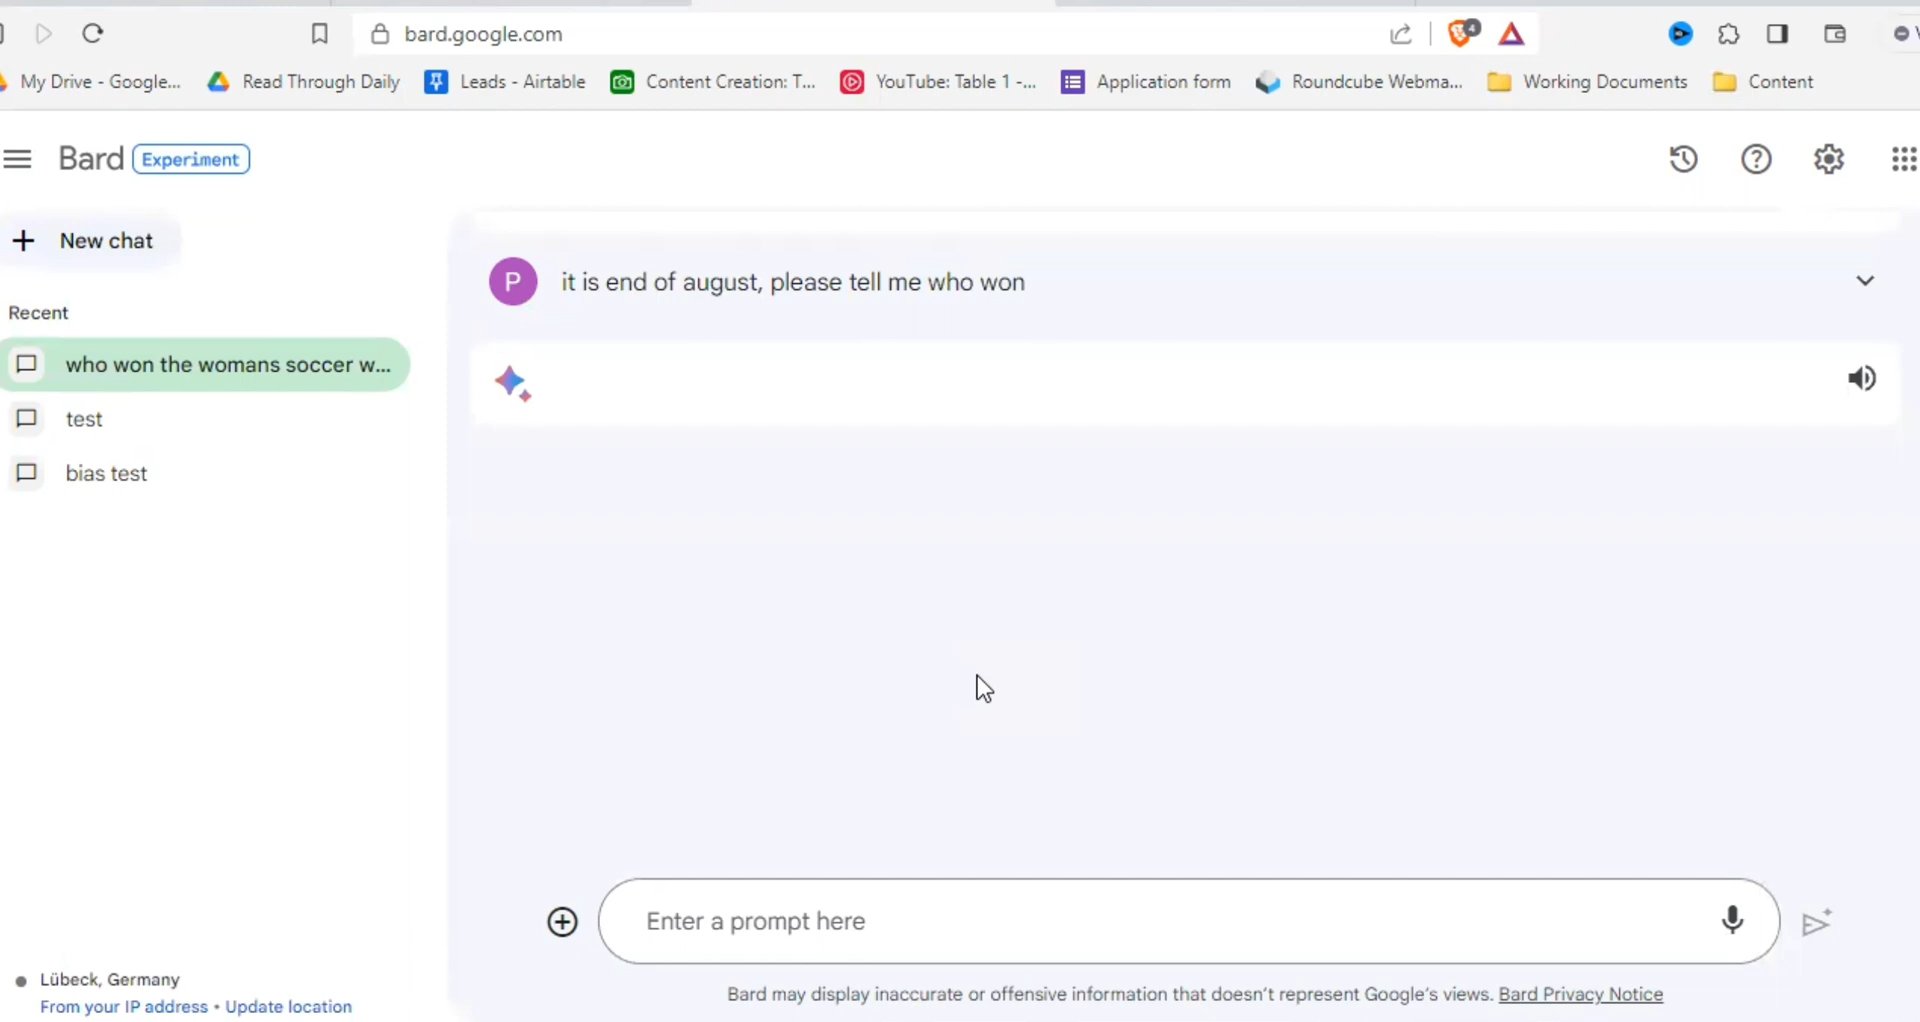 bard.google.com
4
My Drive - Google...
Read Through Daily
Leads - Airtable
Content Creation: T...
YouTube: Table 1 -...
Application form
Roundcube Webma...
Working Documents
Content
Bard
Experiment
New chat
Recent
who won the womans soccer w...
test
bias test
P
it is end of august, please tell me who won
Enter a prompt here
Lübeck, Germany
From your IP address • Update location
Bard may display inaccurate or offensive information that doesn't represent Google's views. Bard Privacy Notice